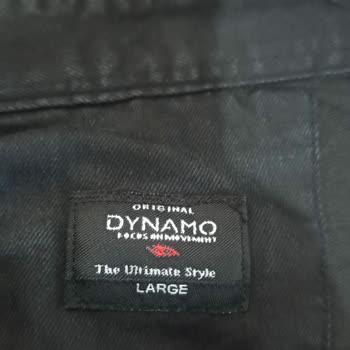 ORIGINAL
DYNAMO
FOCUS ON MOVEMENT
The Ultimate Style
LARGE